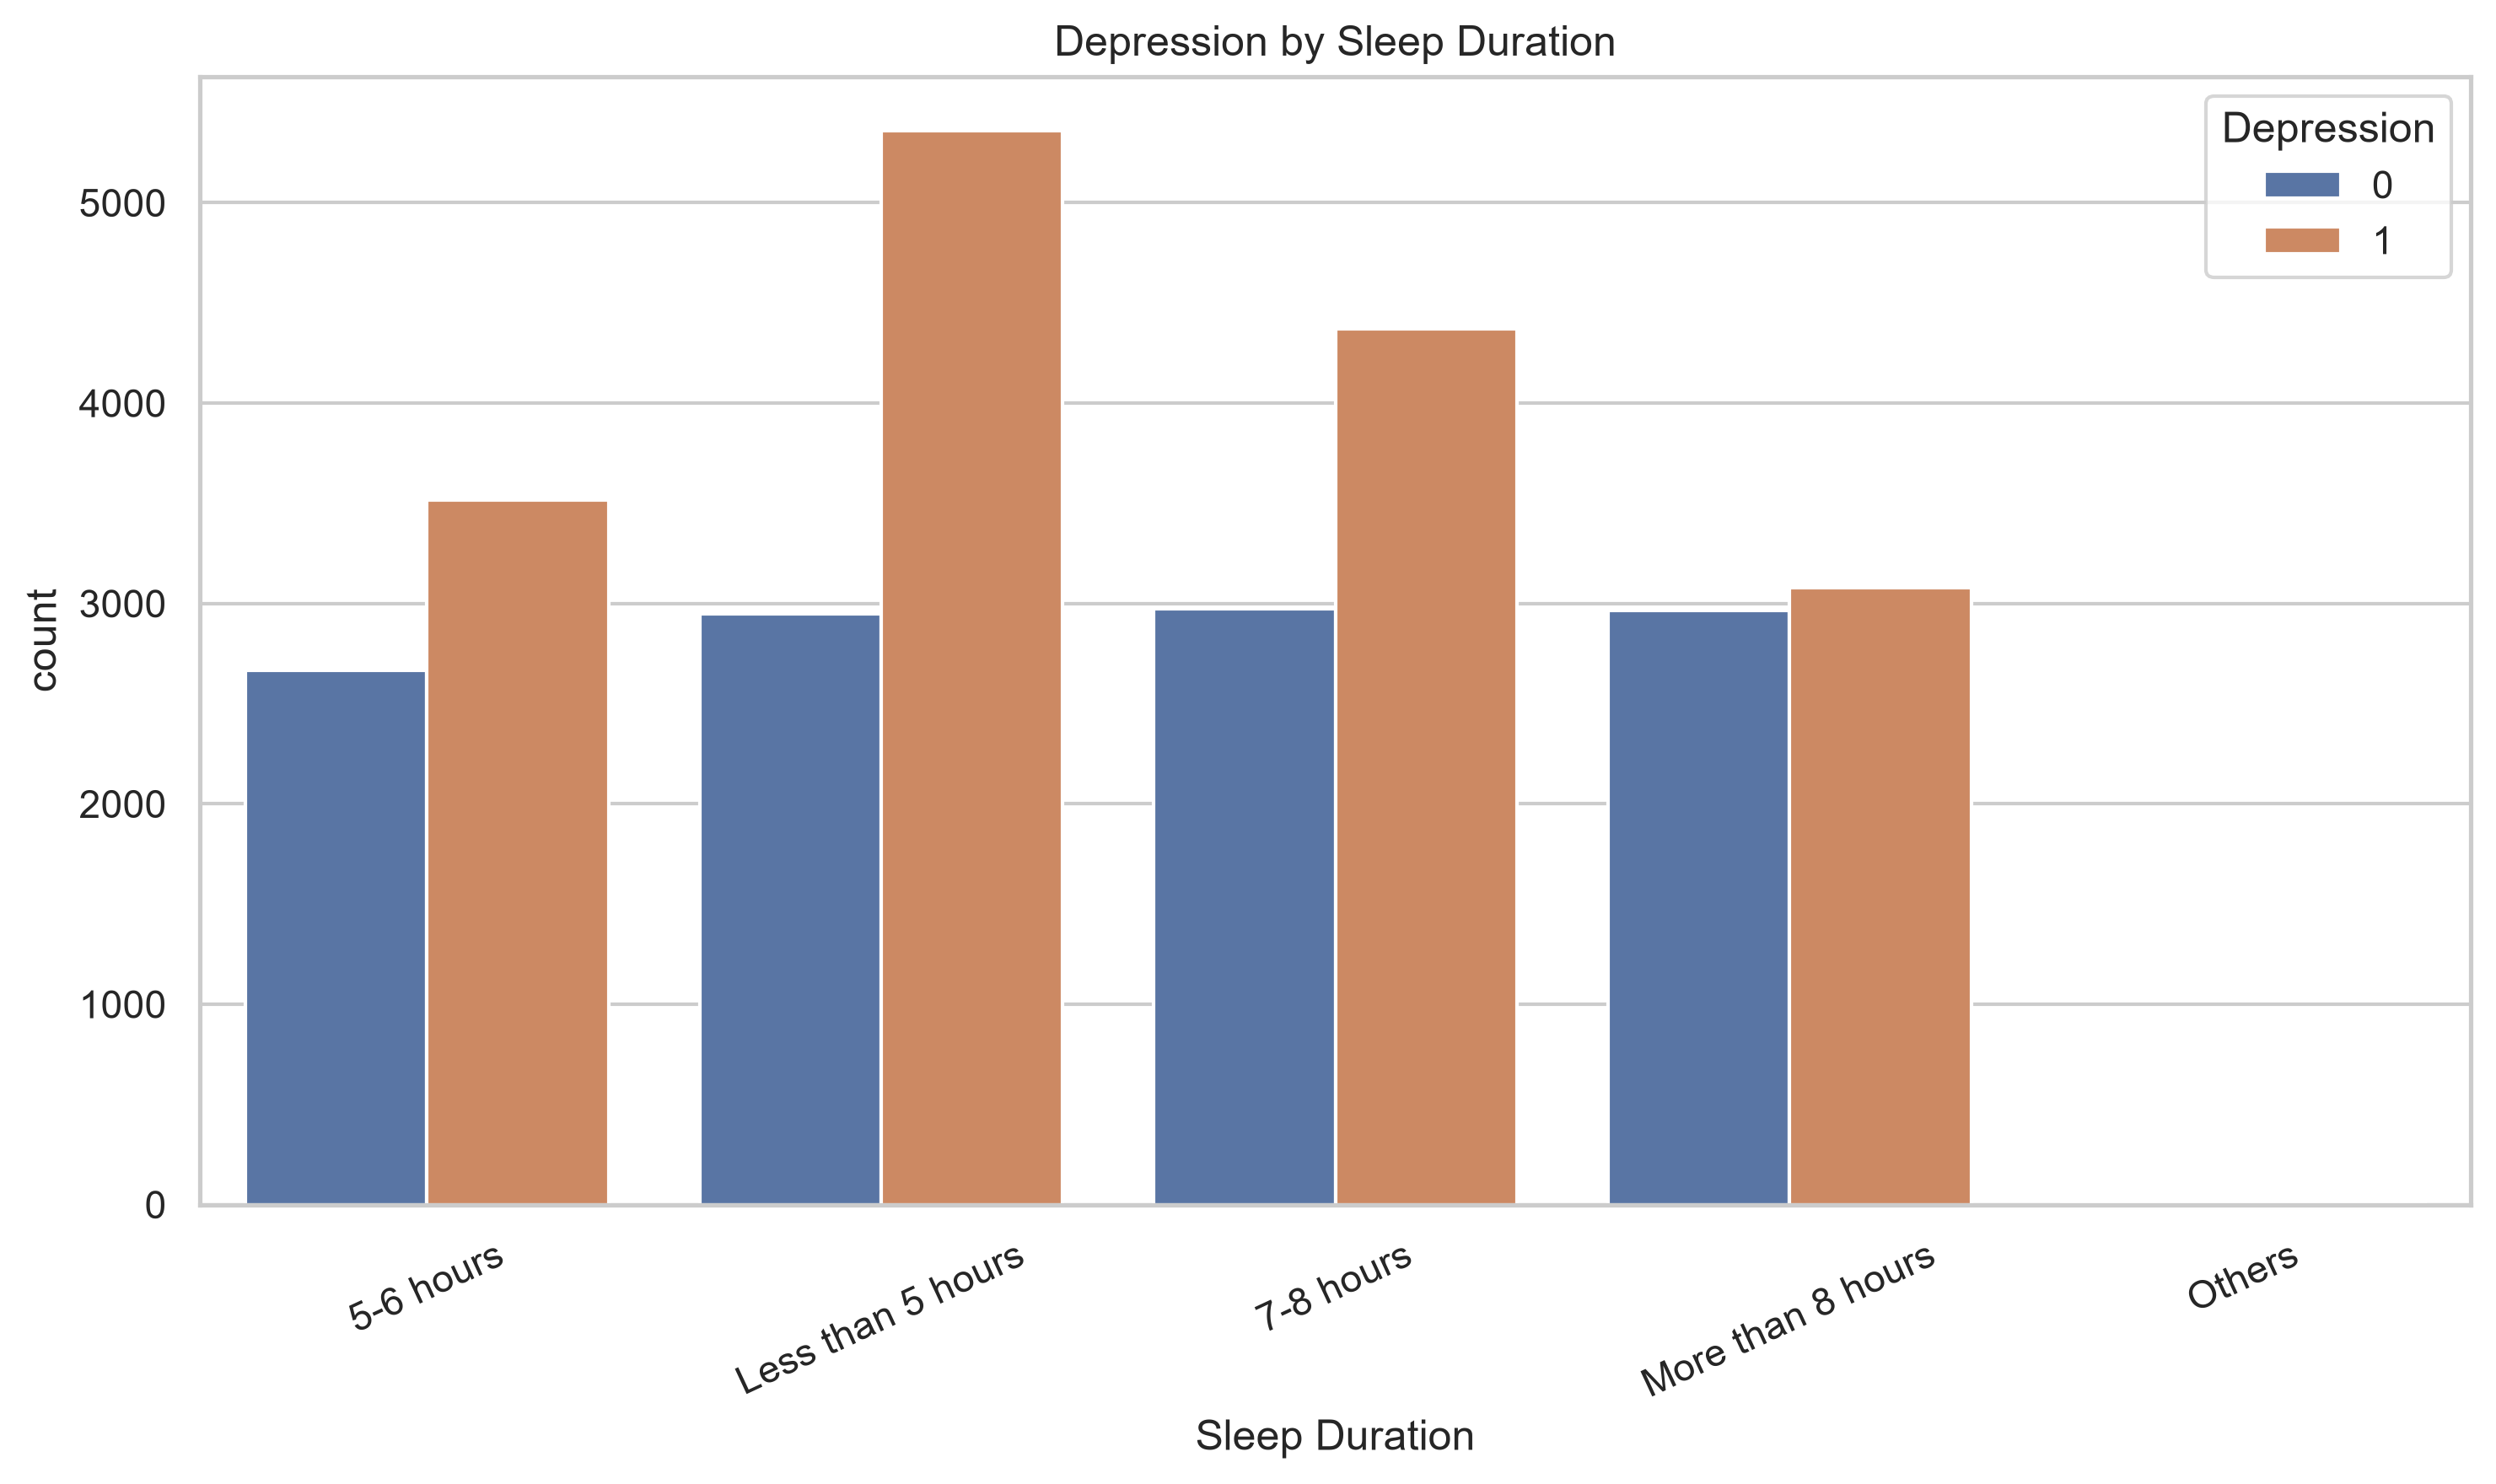 Depression by Sleep Duration
Depression
0
1
5000
4000
3000
2000
1000
0
count
5-6 hours
Less than 5 hours
7-8 hours
More than 8 hours
Others
Sleep Duration